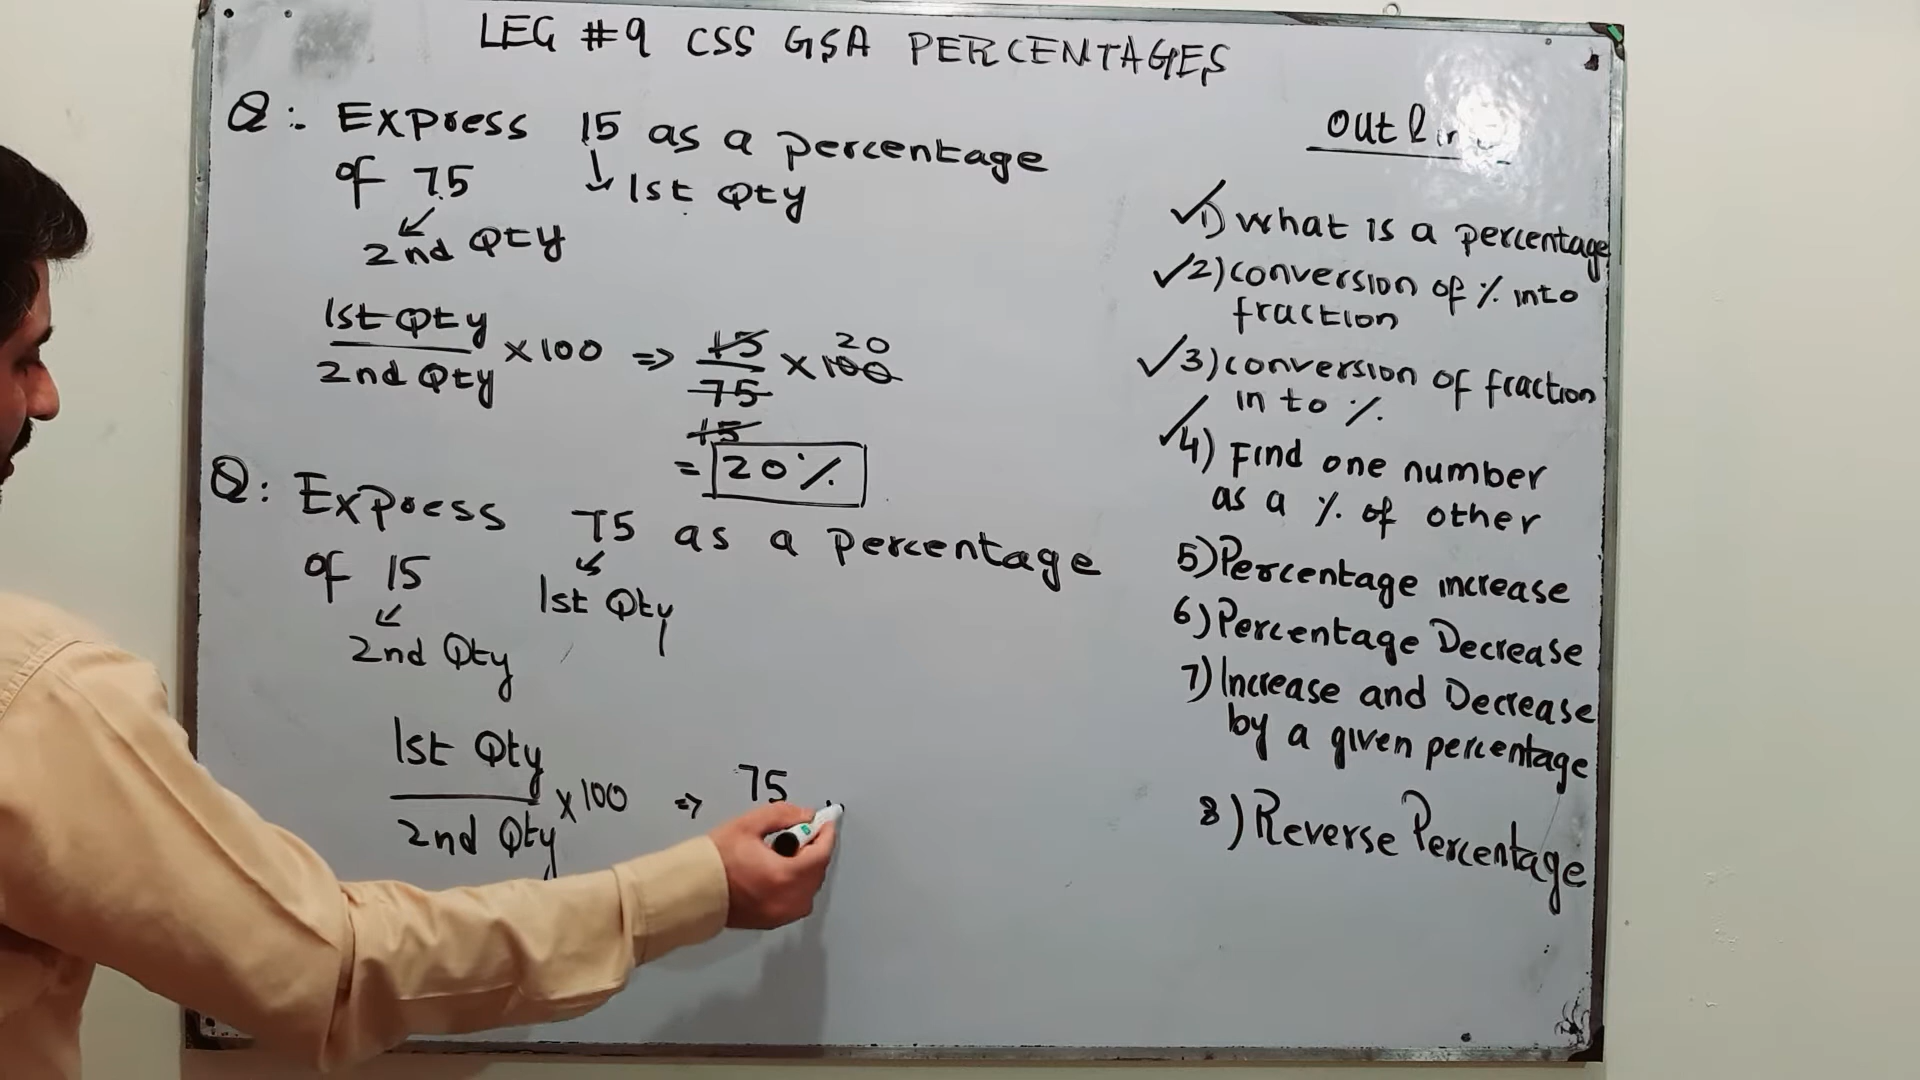 LEC #9 CSS GSA PERCENTAGES
Q:. Express 15 as a percentage
of 75
1st Qty
2nd Qty
1st Qty
2nd Qty
×100 ⇒ 15
75
×100
20
15
= 20%
Q: Express 75 as a percentage
of 15
1st Qty
2nd Qty
1st Qty
2nd Qty
×100 ⇒ 75
1) What is a percentage
2) conversion of % into
fraction
3) conversion of fraction
in to %
4) Find one number
as a % of other
5) Percentage increase
6) Percentage Decrease
7) Increase and Decrease
by a given percentage
8) Reverse Percentage